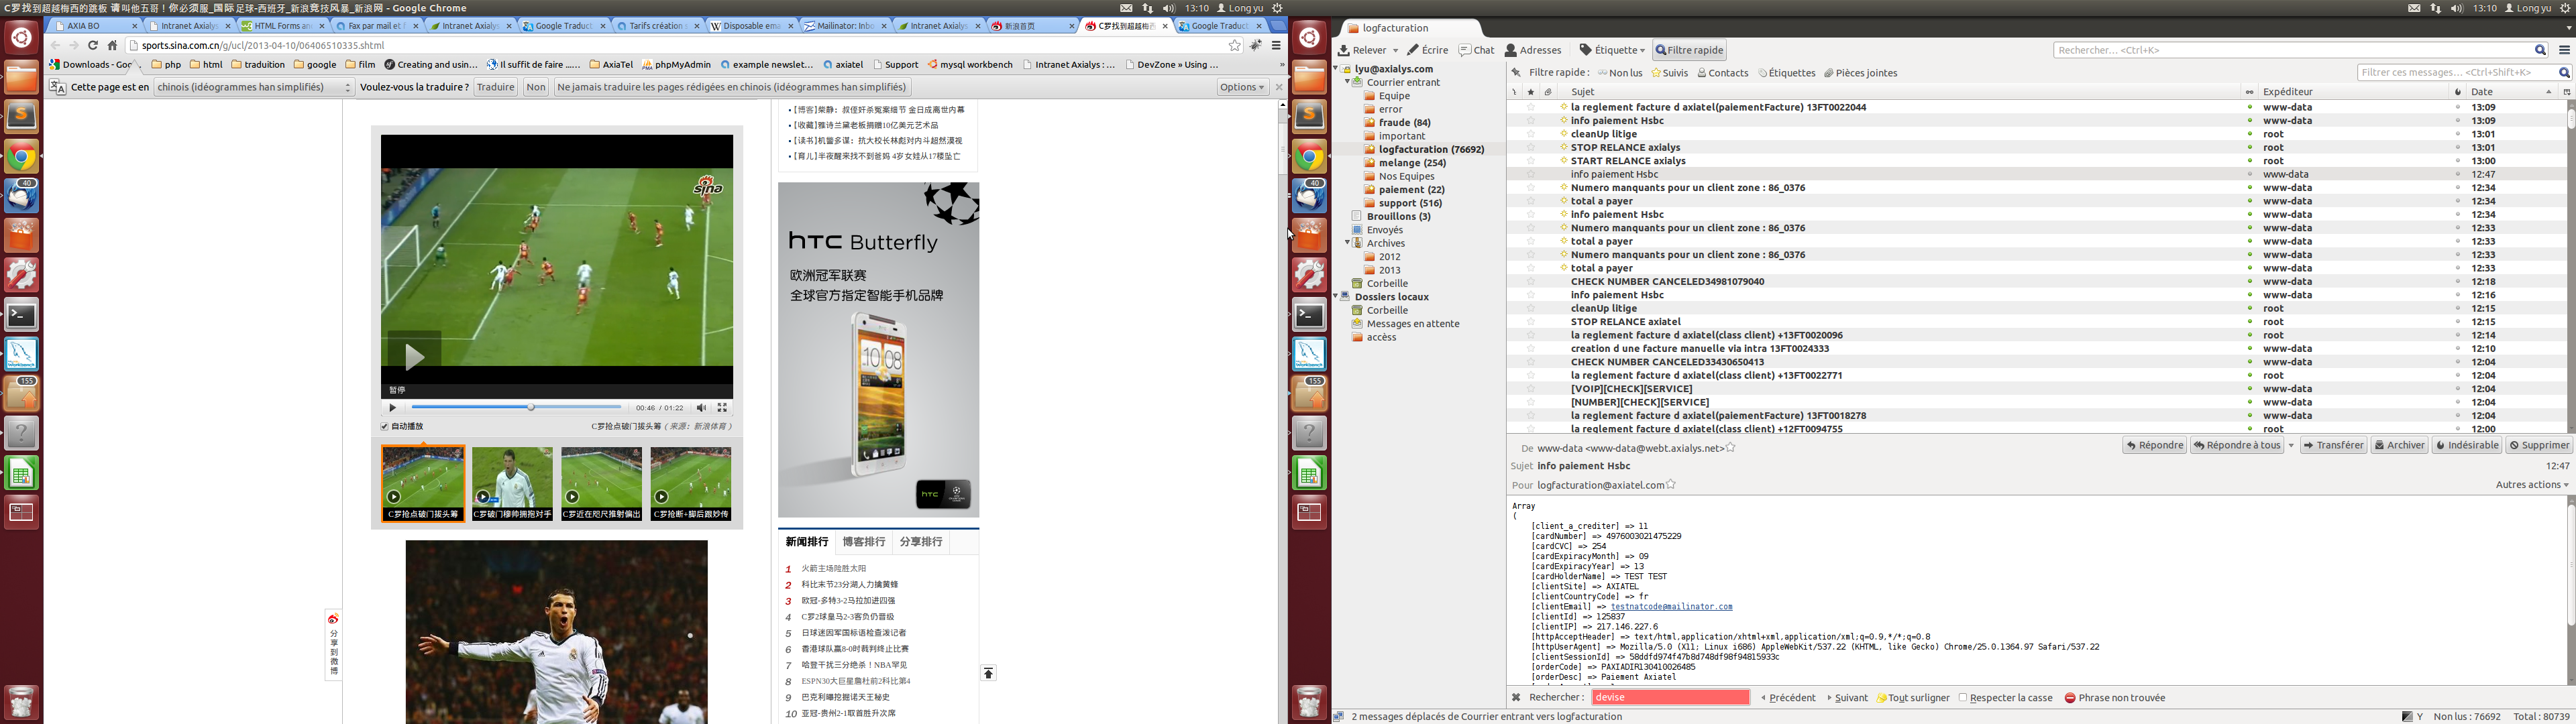 C罗找到超越梅西的跳板 请叫他五哥！你必须服_国际足球-西班牙_新浪竞技风暴_新浪网 - Google Chrome
13:10 Long yu
AXIA BO
Intranet Axialys
HTML Forms and
Fax par mail et
Intranet Axialys
Google Traduct
Tarifs création s
Disposable ema
Mailinator: Inbo
Intranet Axialys
新浪首页
C罗找到超越梅西
Google Traduct
sports.sina.com.cn/g/ucl/2013-04-10/06406510335.shtml
Downloads - Goo...
php
html
traduition
google
film
Creating and usin...
Il suffit de faire ......
AxiaTel
phpMyAdmin
example newslet...
axiatel
Support
mysql workbench
Intranet Axialys : ...
DevZone » Using ...
Cette page est en
chinois (idéogrammes han simplifiés)
Voulez-vous la traduire ?
Traduire
Non
Ne jamais traduire les pages rédigées en chinois (idéogrammes han simplifiés)
Options
sina
暂停
00:46 / 01:22
自动播放
C罗抢点破门拔头筹（来源：新浪体育）
C罗抢点破门拔头筹
C罗破门穆帅拥抱对手
C罗近在咫尺推射偏出
C罗抢断+脚后跟妙传
分享到微博
• [博客]柴静：叔侄奸杀冤案细节 金日成离世内幕
• [收藏]雅诗兰黛老板捐赠10亿美元艺术品
• [读书]机警多谋：抗大校长林彪对内斗超然漠视
• [育儿]半夜醒来找不到爸妈 4岁女娃从17楼坠亡
hTC Butterfly
欧洲冠军联赛
全球官方指定智能手机品牌
10:08
hTC
新闻排行
博客排行
分享排行
1 火箭主场险胜太阳
2 科比末节23分湖人力擒黄蜂
3 欧冠-多特3-2马拉加进四强
4 C罗2球皇马2-3客负仍晋级
5 日球迷因军国标语检查泼记者
6 香港球队赢8-0时裁判终止比赛
7 哈登干扰三分绝杀！NBA罕见
8 ESPN30大巨星詹杜前2科比第4
9 巴克利曝挖掘诺天王秘史
10 亚冠-贵州2-1取首胜升次席
40
155
13:10 Long yu
logfacturation
Relever
Écrire
Chat
Adresses
Étiquette
Filtre rapide
Rechercher... <Ctrl+K>
lyu@axialys.com
Courrier entrant
Equipe
error
fraude (84)
important
logfacturation (76692)
melange (254)
Nos Equipes
paiement (22)
support (516)
Brouillons (3)
Envoyés
Archives
2012
2013
Corbeille
Dossiers locaux
Corbeille
Messages en attente
accèss
Filtre rapide :
Non lus
Suivis
Contacts
Étiquettes
Pièces jointes
Filtrer ces messages... <Ctrl+Shift+K>
Sujet Expéditeur Date
la reglement facture d axiatel(paiementFacture) 13FT0022044 www-data 13:09
info paiement Hsbc www-data 13:09
cleanUp litige root 13:01
STOP RELANCE axialys root 13:01
START RELANCE axialys root 13:00
info paiement Hsbc www-data 12:47
Numero manquants pour un client zone : 86_0376 www-data 12:34
total a payer www-data 12:34
info paiement Hsbc www-data 12:34
Numero manquants pour un client zone : 86_0376 www-data 12:33
total a payer www-data 12:33
Numero manquants pour un client zone : 86_0376 www-data 12:33
total a payer www-data 12:33
CHECK NUMBER CANCELED34981079040 www-data 12:18
info paiement Hsbc www-data 12:16
cleanUp litige root 12:15
STOP RELANCE axiatel root 12:15
la reglement facture d axiatel(class client) +13FT0020096 root 12:14
creation d une facture manuelle via intra 13FT0024333 www-data 12:10
CHECK NUMBER CANCELED33430650413 www-data 12:04
la reglement facture d axiatel(class client) +13FT0022771 root 12:04
[VOIP][CHECK][SERVICE] www-data 12:04
[NUMBER][CHECK][SERVICE] www-data 12:04
la reglement facture d axiatel(paiementFacture) 13FT0018278 www-data 12:04
la reglement facture d axiatel(class client) +12FT0094755 root 12:00
De www-data <www-data@webt.axialys.net>
Répondre
Répondre à tous
Transférer
Archiver
Indésirable
Supprimer
Sujet info paiement Hsbc 12:47
Pour logfacturation@axiatel.com
Autres actions
Array
(
[client_a_crediter] => 11
[cardNumber] => 4976003021475229
[cardCVC] => 254
[cardExpiracyMonth] => 09
[cardExpiracyYear] => 13
[cardHolderName] => TEST TEST
[clientSite] => AXIATEL
[clientCountryCode] => fr
[clientEmail] => testnatcode@mailinator.com
[clientId] => 125837
[clientIP] => 217.146.227.6
[httpAcceptHeader] => text/html,application/xhtml+xml,application/xml;q=0.9,*/*;q=0.8
[httpUserAgent] => Mozilla/5.0 (X11; Linux i686) AppleWebKit/537.22 (KHTML, like Gecko) Chrome/25.0.1364.97 Safari/537.22
[clientSessionId] => 58ddfd974f47b8d748df98f94815933c
[orderCode] => PAXIADIR130410026485
[orderDesc] => Paiement Axiatel
Rechercher : devise
Précédent
Suivant
Tout surligner
Respecter la casse
Phrase non trouvée
2 messages déplacés de Courrier entrant vers logfacturation
Y
Non lus : 76692
Total : 80739